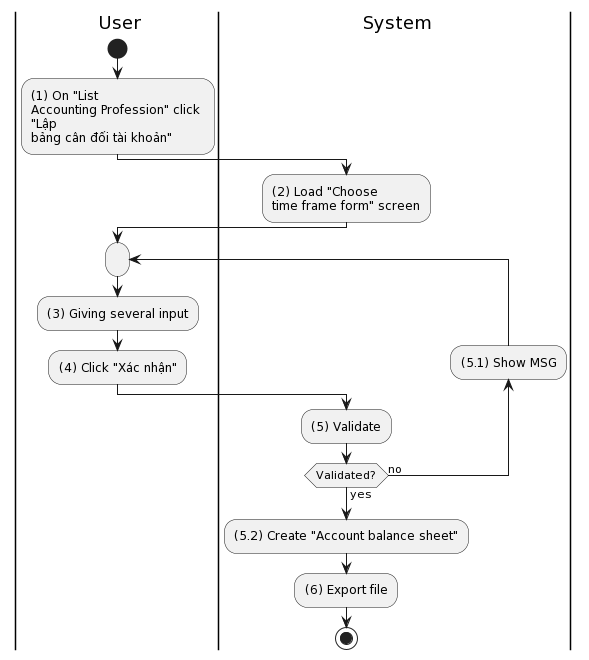 User
System
(1) On "List
Accounting Profession" click
"Lập
bảng cân đối tài khoản"
(2) Load "Choose
time frame form" screen
(3) Giving several input
(4) Click "Xác nhận"
(5.1) Show MSG
(5) Validate
Validated?
no
yes
(5.2) Create "Account balance sheet"
(6) Export file